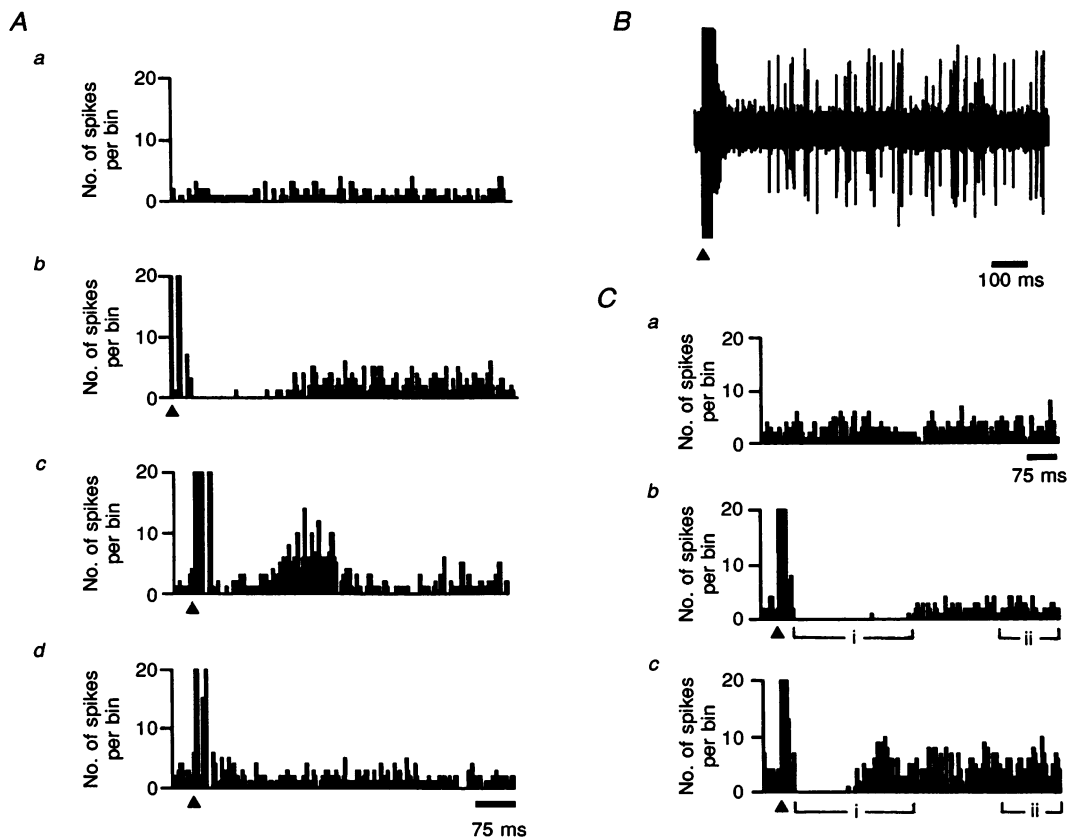 A
a
No. of spikes
per bin
20
10
0
b
No. of spikes
per bin
20
10
0
c
No. of spikes
per bin
20
10
0
d
No. of spikes
per bin
20
10
0
75 ms
B
100 ms
C
a
No. of spikes
per bin
20
10
0
75 ms
b
No. of spikes
per bin
20
10
0
i
ii
c
No. of spikes
per bin
20
10
0
i
ii